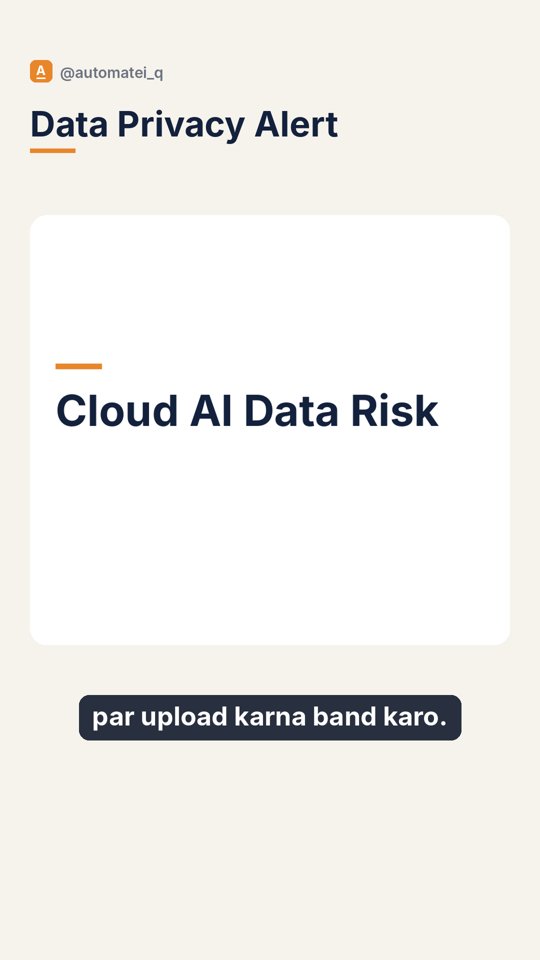 A
@automatei_q
Data Privacy Alert
Cloud AI Data Risk
par upload karna band karo.